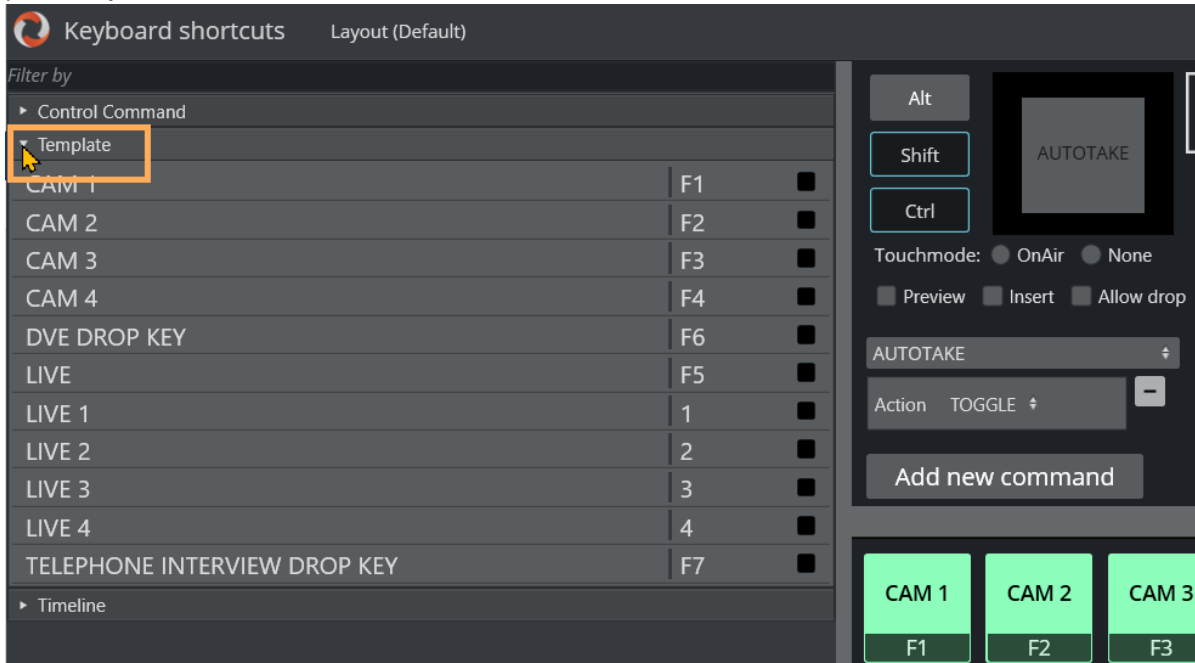 Keyboard shortcuts Layout (Default)
Filter by
Control Command
Template
CAM 1 F1
CAM 2 F2
CAM 3 F3
CAM 4 F4
DVE DROP KEY F6
LIVE F5
LIVE 1 1
LIVE 2 2
LIVE 3 3
LIVE 4 4
TELEPHONE INTERVIEW DROP KEY F7
Timeline
Alt
Shift
Ctrl
AUTOTAKE
Touchmode: OnAir None
Preview Insert Allow drop
AUTOTAKE
Action TOGGLE
Add new command
CAM 1 CAM 2 CAM 3
F1 F2 F3